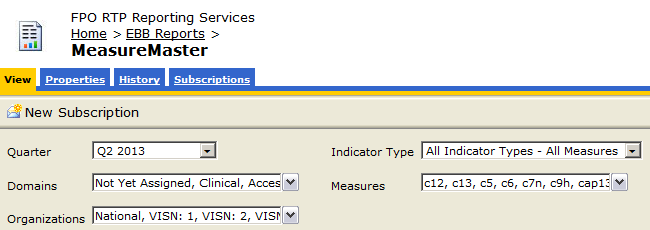 FPO RTP Reporting Services
Home > EBB Reports >
MeasureMaster
View Properties History Subscriptions
New Subscription
Quarter Q2 2013 Indicator Type All Indicator Types - All Measures
Domains Not Yet Assigned, Clinical, Acces Measures c12, c13, c5, c6, c7n, c9h, cap13
Organizations National, VISN: 1, VISN: 2, VISN